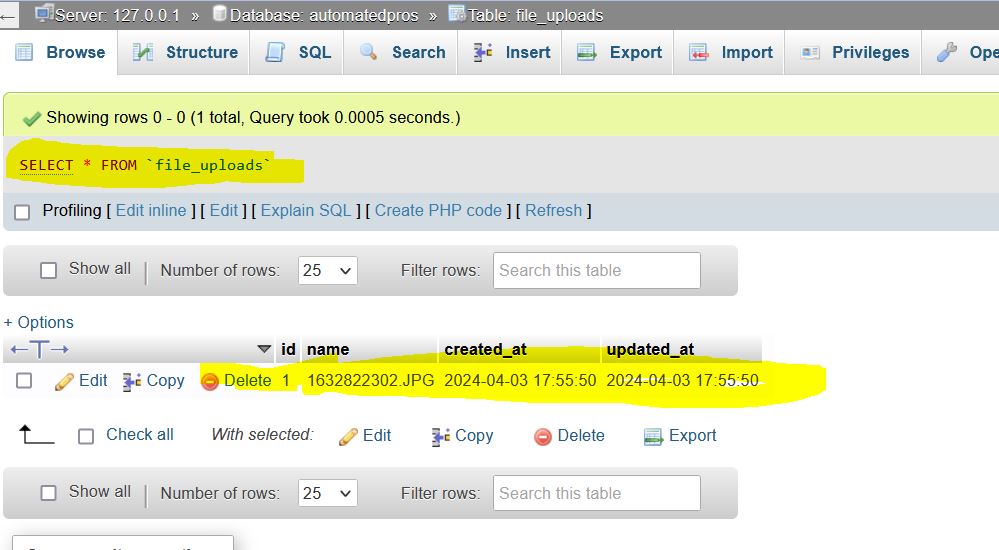 Server: 127.0.0.1 » Database: automatedpros » Table: file_uploads
Browse Structure SQL Search Insert Export Import Privileges Ope
Showing rows 0 - 0 (1 total, Query took 0.0005 seconds.)
SELECT * FROM `file_uploads`
Profiling [ Edit inline ] [ Edit ] [ Explain SQL ] [ Create PHP code ] [ Refresh ]
Show all | Number of rows: 25 Filter rows: Search this table
+ Options
←T→ id name created_at updated_at
Edit Copy Delete 1 1632822302.JPG 2024-04-03 17:55:50 2024-04-03 17:55:50
Check all With selected: Edit Copy Delete Export
Show all | Number of rows: 25 Filter rows: Search this table